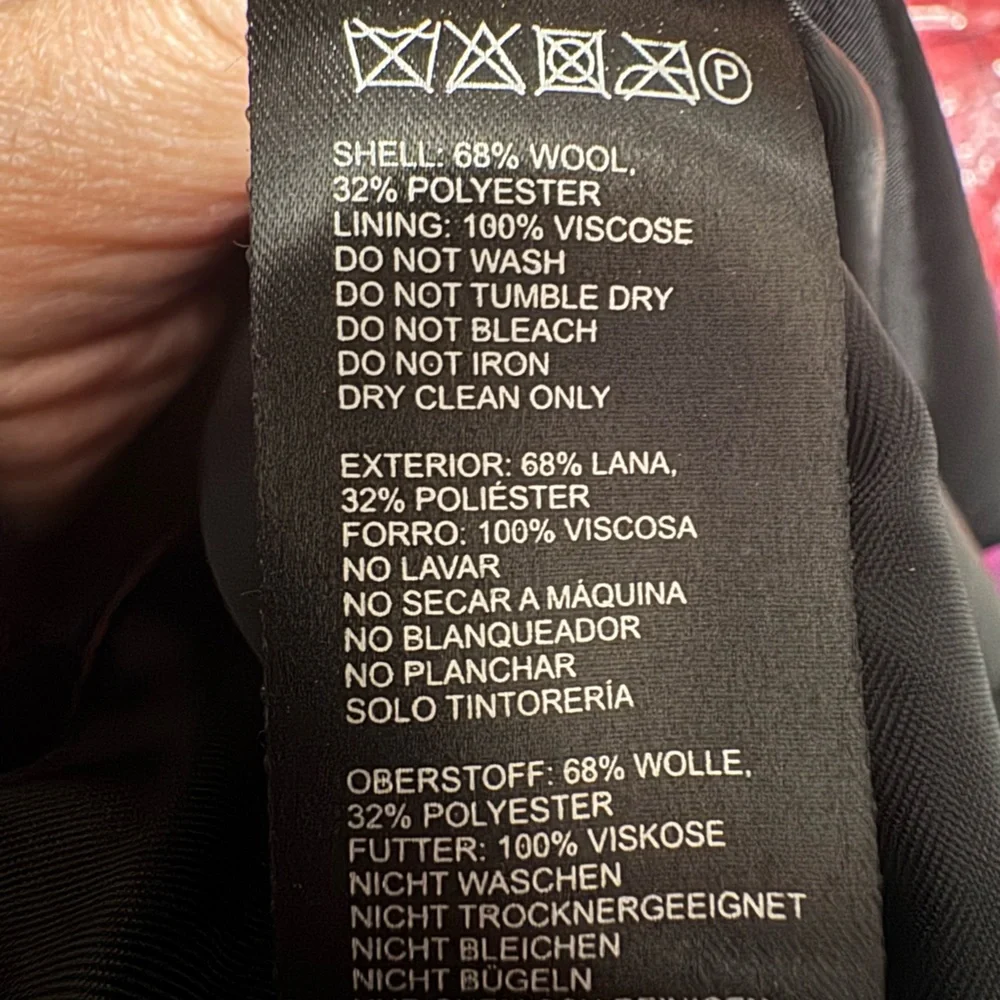 P
SHELL: 68% WOOL,
32% POLYESTER
LINING: 100% VISCOSE
DO NOT WASH
DO NOT TUMBLE DRY
DO NOT BLEACH
DO NOT IRON
DRY CLEAN ONLY
EXTERIOR: 68% LANA,
32% POLIÉSTER
FORRO: 100% VISCOSA
NO LAVAR
NO SECAR A MÁQUINA
NO BLANQUEADOR
NO PLANCHAR
SOLO TINTORERÍA
OBERSTOFF: 68% WOLLE,
32% POLYESTER
FUTTER: 100% VISKOSE
NICHT WASCHEN
NICHT TROCKNERGEEIGNET
NICHT BLEICHEN
NICHT BÜGELN